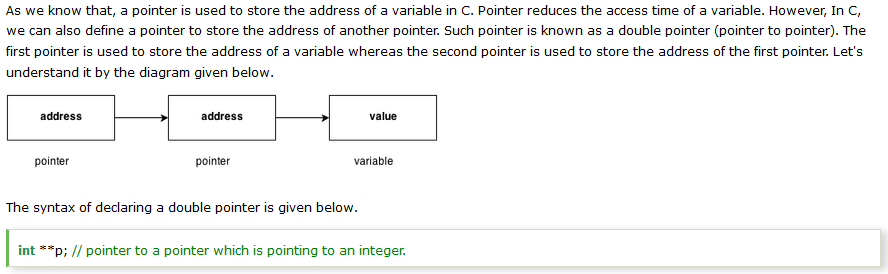 As we know that, a pointer is used to store the address of a variable in C. Pointer reduces the access time of a variable. However, In C,
we can also define a pointer to store the address of another pointer. Such pointer is known as a double pointer (pointer to pointer). The
first pointer is used to store the address of a variable whereas the second pointer is used to store the address of the first pointer. Let's
understand it by the diagram given below.
address address value
pointer pointer variable
The syntax of declaring a double pointer is given below.
int **p; // pointer to a pointer which is pointing to an integer.